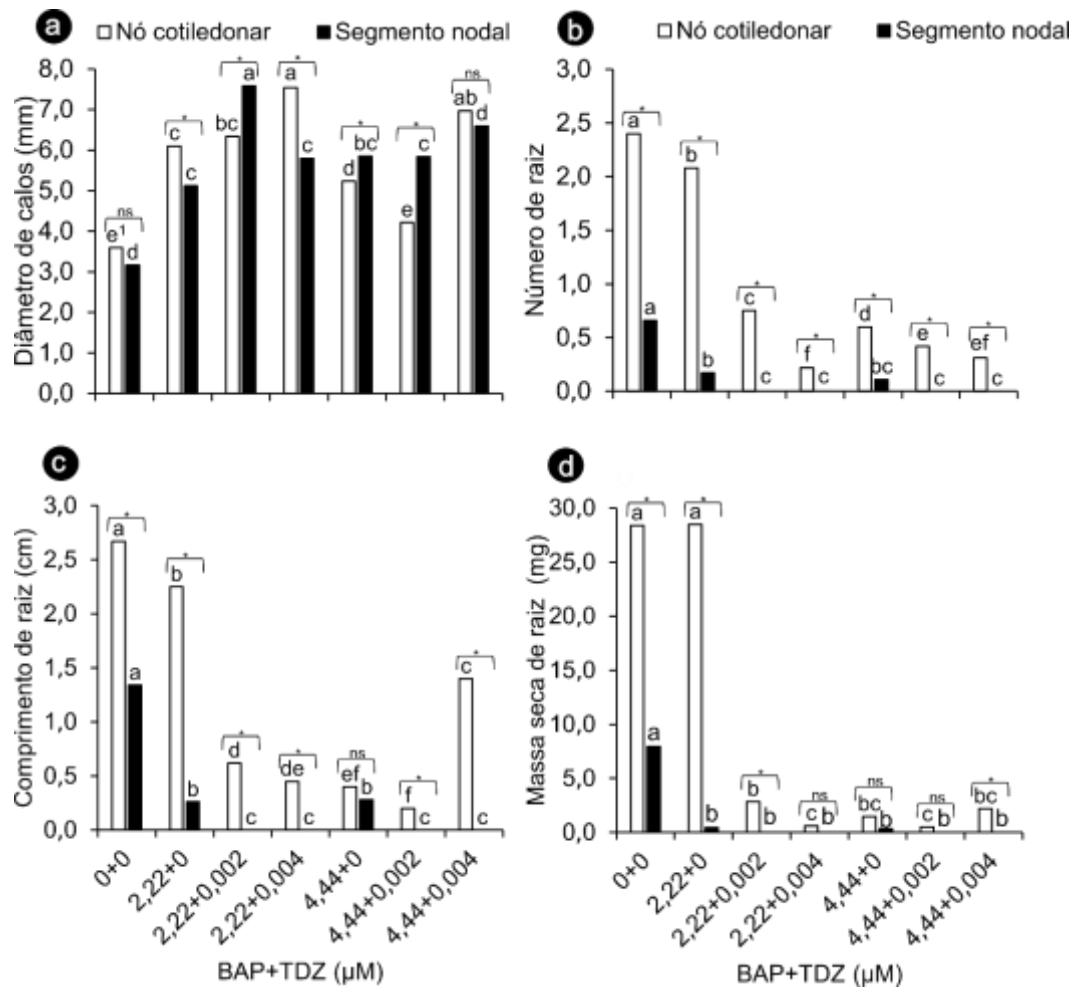 a
Nó cotiledonar
Segmento nodal
Diâmetro de calos (mm)
8,0
7,0
6,0
5,0
4,0
3,0
2,0
1,0
0,0
ns
e¹ d
*
c c
*
bc a
*
a c
*
d bc
*
e c
ns
ab d
b
Nó cotiledonar
Segmento nodal
Número de raiz
3,0
2,5
2,0
1,5
1,0
0,5
0,0
*
a a
*
b b
*
c c
*
f c
*
d bc
*
e c
*
ef c
c
Comprimento de raiz (cm)
3,0
2,5
2,0
1,5
1,0
0,5
0,0
*
a a
*
b b
*
d c
*
de c
ns
ef b
*
f c
*
c c
0+0
2,22+0
2,22+0,002
2,22+0,004
4,44+0
4,44+0,002
4,44+0,004
BAP+TDZ (µM)
d
Massa seca de raiz (mg)
30,0
25,0
20,0
15,0
10,0
5,0
0,0
*
a a
*
a b
*
b b
ns
c b
ns
bc b
ns
c b
*
bc b
0+0
2,22+0
2,22+0,002
2,22+0,004
4,44+0
4,44+0,002
4,44+0,004
BAP+TDZ (µM)